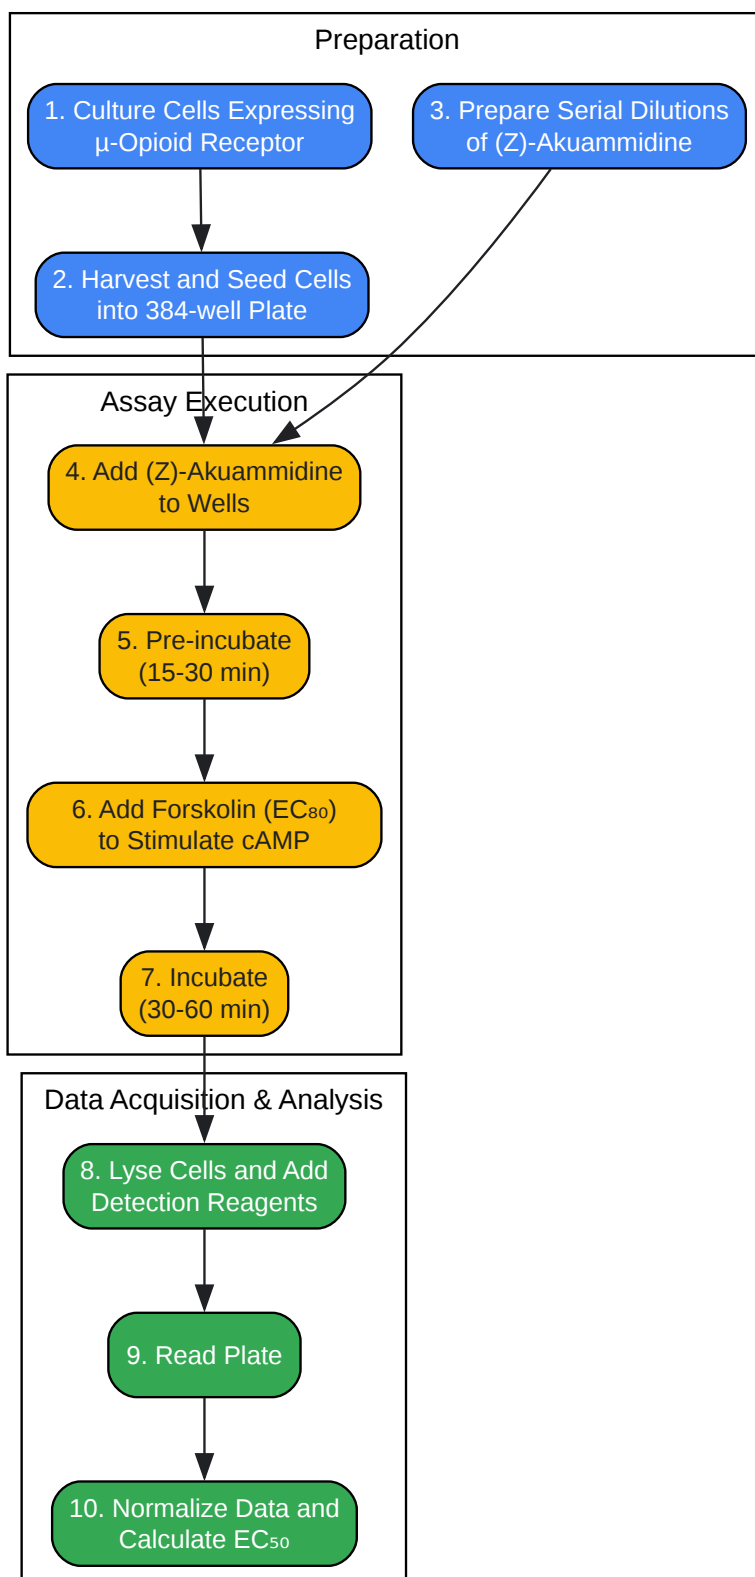 Preparation
1. Culture Cells Expressing
µ-Opioid Receptor
3. Prepare Serial Dilutions
of (Z)-Akuammidine
2. Harvest and Seed Cells
into 384-well Plate
Assay Execution
4. Add (Z)-Akuammidine
to Wells
5. Pre-incubate
(15-30 min)
6. Add Forskolin (EC₈₀)
to Stimulate cAMP
7. Incubate
(30-60 min)
Data Acquisition & Analysis
8. Lyse Cells and Add
Detection Reagents
9. Read Plate
10. Normalize Data and
Calculate EC₅₀